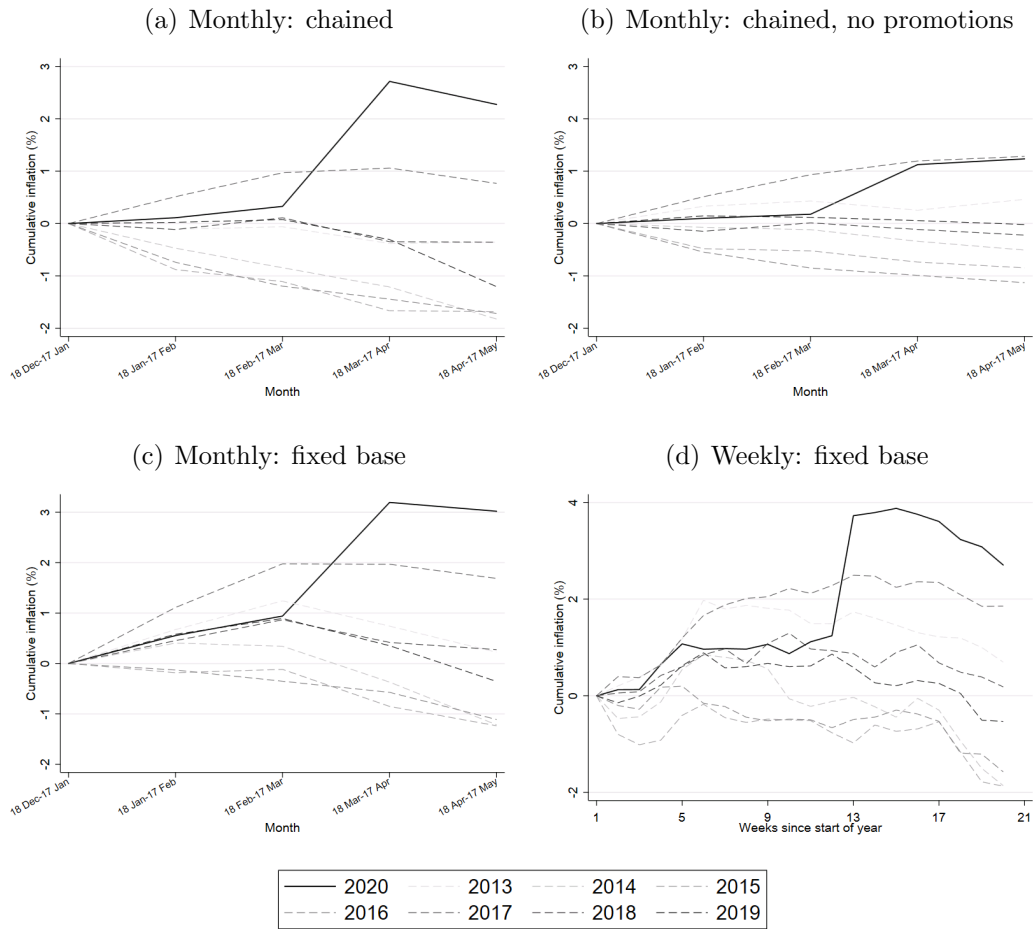 (a) Monthly: chained
Cumulative inflation (%)
3
2
1
0
-1
-2
18 Dec-17 Jan
18 Jan-17 Feb
18 Feb-17 Mar
18 Mar-17 Apr
18 Apr-17 May
Month
(b) Monthly: chained, no promotions
Cumulative inflation (%)
3
2
1
0
-1
-2
18 Dec-17 Jan
18 Jan-17 Feb
18 Feb-17 Mar
18 Mar-17 Apr
18 Apr-17 May
Month
(c) Monthly: fixed base
Cumulative inflation (%)
3
2
1
0
-1
-2
18 Dec-17 Jan
18 Jan-17 Feb
18 Feb-17 Mar
18 Mar-17 Apr
18 Apr-17 May
Month
(d) Weekly: fixed base
Cumulative inflation (%)
4
2
0
-2
1 5 9 13 17 21
Weeks since start of year
2020 2013 2014 2015
2016 2017 2018 2019